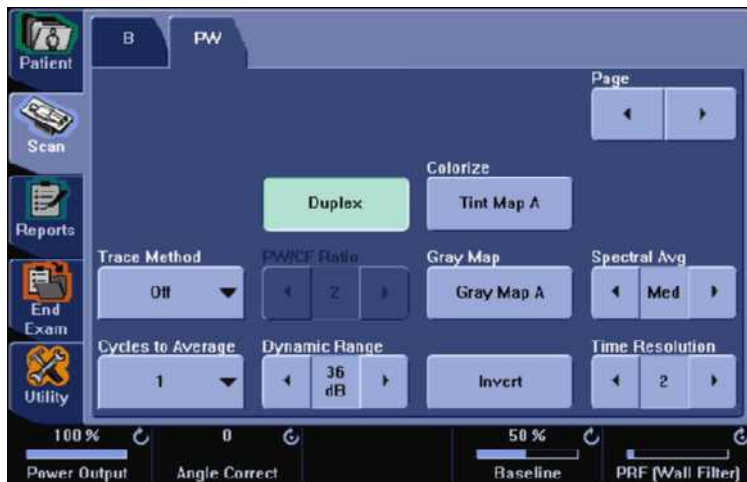 B
PW
Patient
Page
Scan
Colorize
Duplex
Tint Map A
Reports
Trace Method
PW/CF Ratio
Gray Map
Spectral Avg
Off
2
Gray Map A
Med
End
Exam
Cycles to Average
Dynamic Range
Time Resolution
1
36
dB
Invert
2
Utility
100 %
0
50 %
Power Output
Angle Correct
Baseline
PRF (Wall Filter)